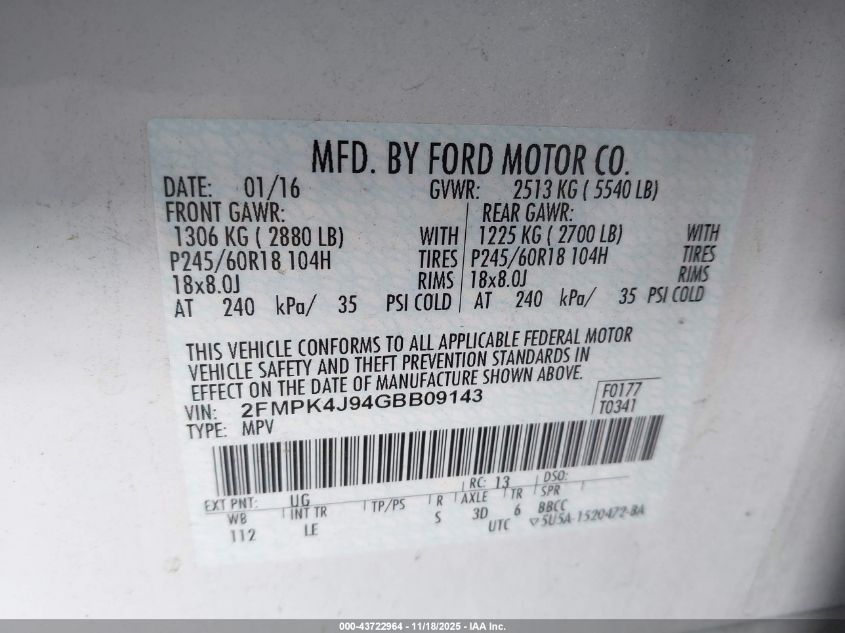 MFD. BY FORD MOTOR CO.
DATE: 01/16 GVWR: 2513 KG ( 5540 LB)
FRONT GAWR: REAR GAWR:
1306 KG ( 2880 LB) WITH 1225 KG ( 2700 LB) WITH
P245/60R18 104H TIRES P245/60R18 104H TIRES
18x8.0J RIMS 18x8.0J RIMS
AT 240 kPa/ 35 PSI COLD AT 240 kPa/ 35 PSI COLD
THIS VEHICLE CONFORMS TO ALL APPLICABLE FEDERAL MOTOR
VEHICLE SAFETY AND THEFT PREVENTION STANDARDS IN
EFFECT ON THE DATE OF MANUFACTURE SHOWN ABOVE.
VIN: 2FMPK4J94GBB09143 F0177
TYPE: MPV T0341
EXT PNT: UG RC: 13 DSO:
WB INT TR TP/PS R AXLE TR SPR
112 LE S 3D 6 BBCC
UTC ▽5U5A-1520472-BA
000-43722964 - 11/18/2025 - IAA Inc.